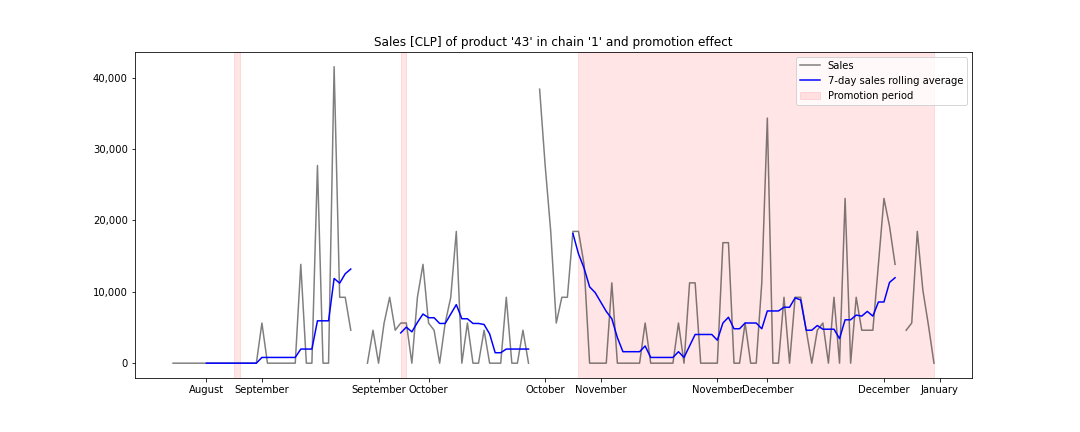 Sales [CLP] of product '43' in chain '1' and promotion effect
Sales
7-day sales rolling average
Promotion period
40,000
30,000
20,000
10,000
0
August September September October October November November December December January